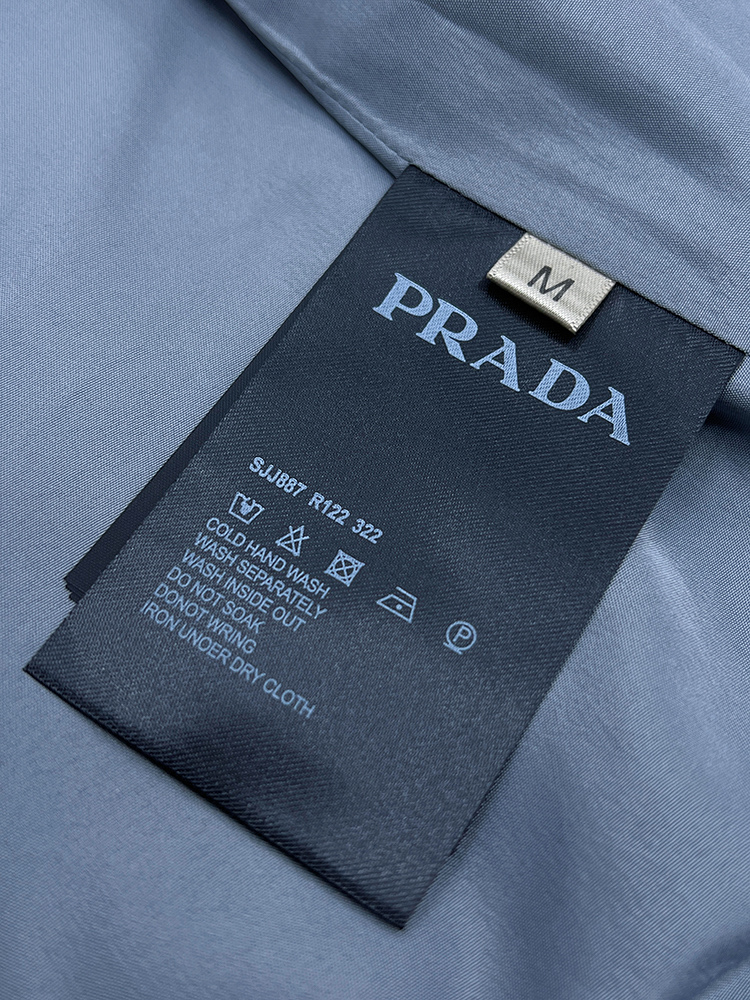 M
PRADA
SJJ887 R122 322
COLD HAND WASH
WASH SEPARATELY
WASH INSIDE OUT
DO NOT SOAK
DONOT WRING
IRON UNDER DRY CLOTH
P